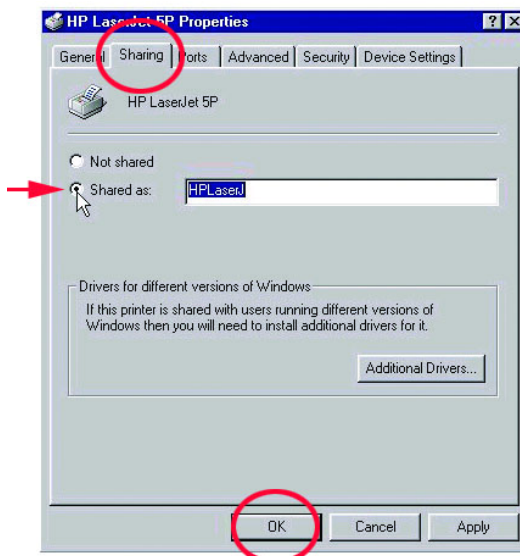 HP LaserJet 5P Properties
General Sharing Ports Advanced Security Device Settings
HP LaserJet 5P
Not shared
Shared as: HPLaserJ
Drivers for different versions of Windows
If this printer is shared with users running different versions of
Windows then you will need to install additional drivers for it.
Additional Drivers...
OK Cancel Apply